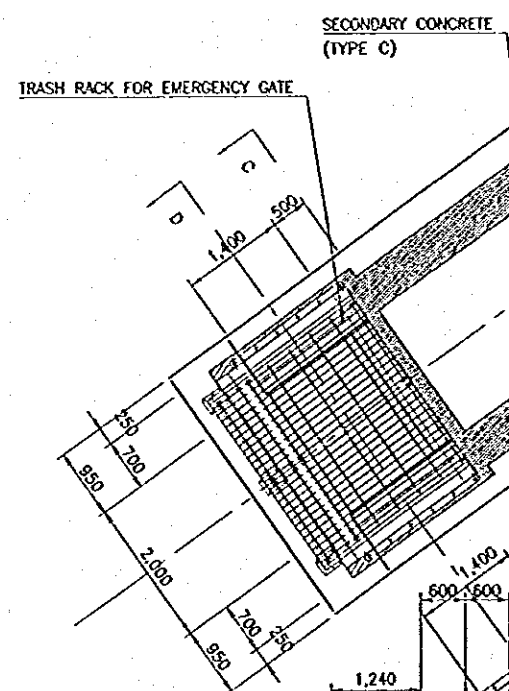 SECONDARY CONCRETE
(TYPE C)
TRASH RACK FOR EMERGENCY GATE
C
D
500
1,400
250
700
950
2,000
700
250
950
1,400
600 600
1,240